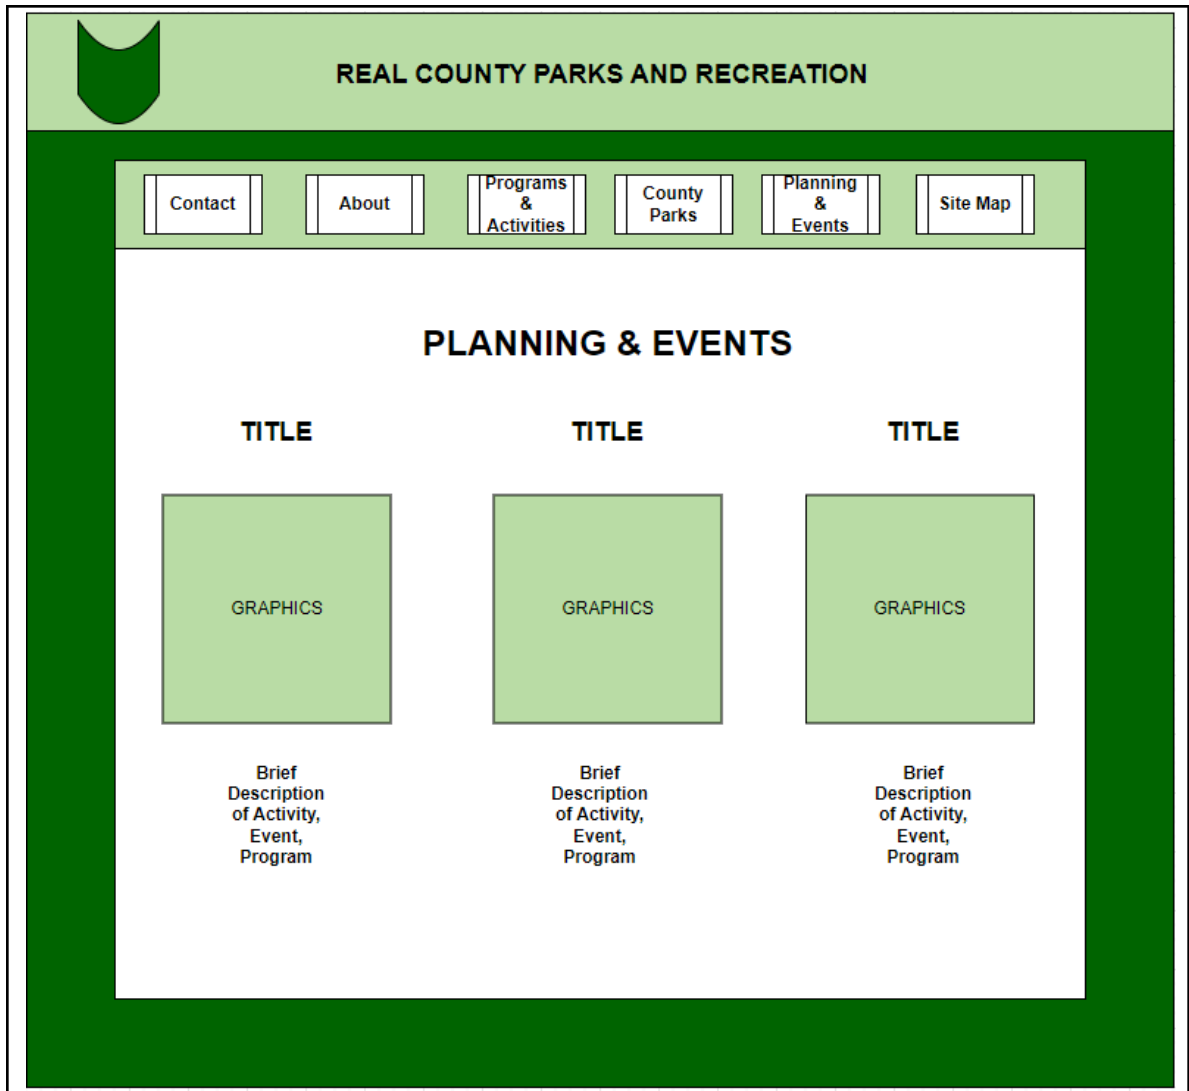 REAL COUNTY PARKS AND RECREATION
Contact
About
Programs
&
Activities
County
Parks
Planning
&
Events
Site Map
PLANNING & EVENTS
TITLE
TITLE
TITLE
GRAPHICS
GRAPHICS
GRAPHICS
Brief
Description
of Activity,
Event,
Program
Brief
Description
of Activity,
Event,
Program
Brief
Description
of Activity,
Event,
Program